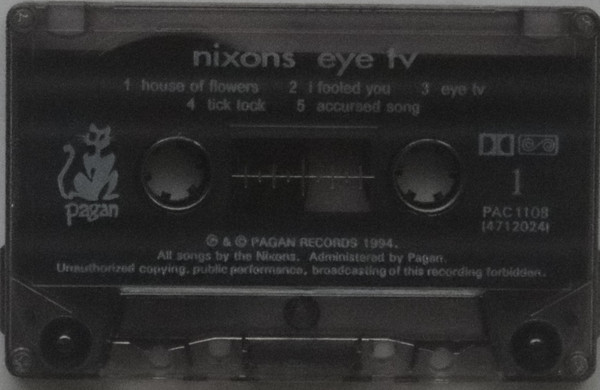 nixons eye tv
1 house of flowers 2 i fooled you 3 eye tv
4 tick tock 5 accursed song
pagan
1
PAC1108
(4712024)
℗ & © PAGAN RECORDS 1994.
All songs by the Nixons. Administered by Pagan.
Unauthorized copying, public performance, broadcasting of this recording forbidden.